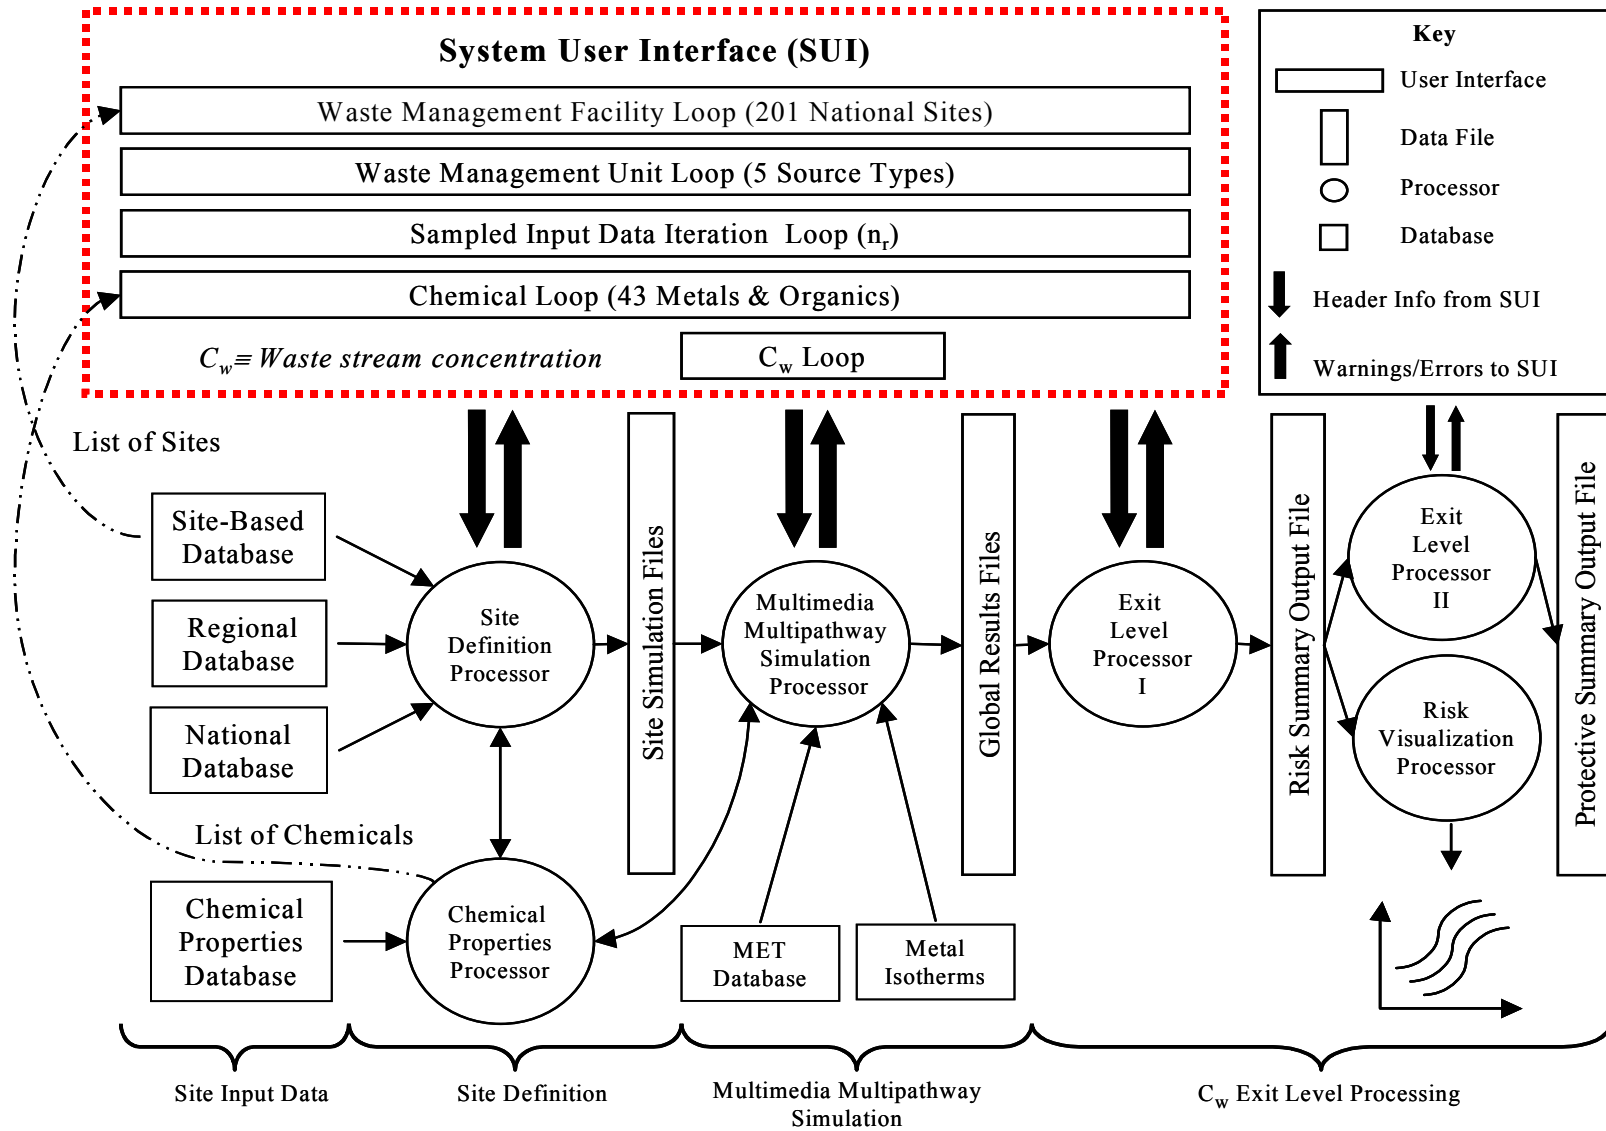 System User Interface (SUI)
Waste Management Facility Loop (201 National Sites)
Waste Management Unit Loop (5 Source Types)
Sampled Input Data Iteration Loop (nr)
Chemical Loop (43 Metals & Organics)
Cw≡ Waste stream concentration
Cw Loop
Key
User Interface
Data File
Processor
Database
Header Info from SUI
Warnings/Errors to SUI
List of Sites
Site-Based
Database
Regional
Database
National
Database
List of Chemicals
Chemical
Properties
Database
Site
Definition
Processor
Chemical
Properties
Processor
Site Simulation Files
Multimedia
Multipathway
Simulation
Processor
MET
Database
Metal
Isotherms
Global Results Files
Exit
Level
Processor
I
Risk Summary Output File
Exit
Level
Processor
II
Risk
Visualization
Processor
Protective Summary Output File
Site Input Data
Site Definition
Multimedia Multipathway
Simulation
Cw Exit Level Processing